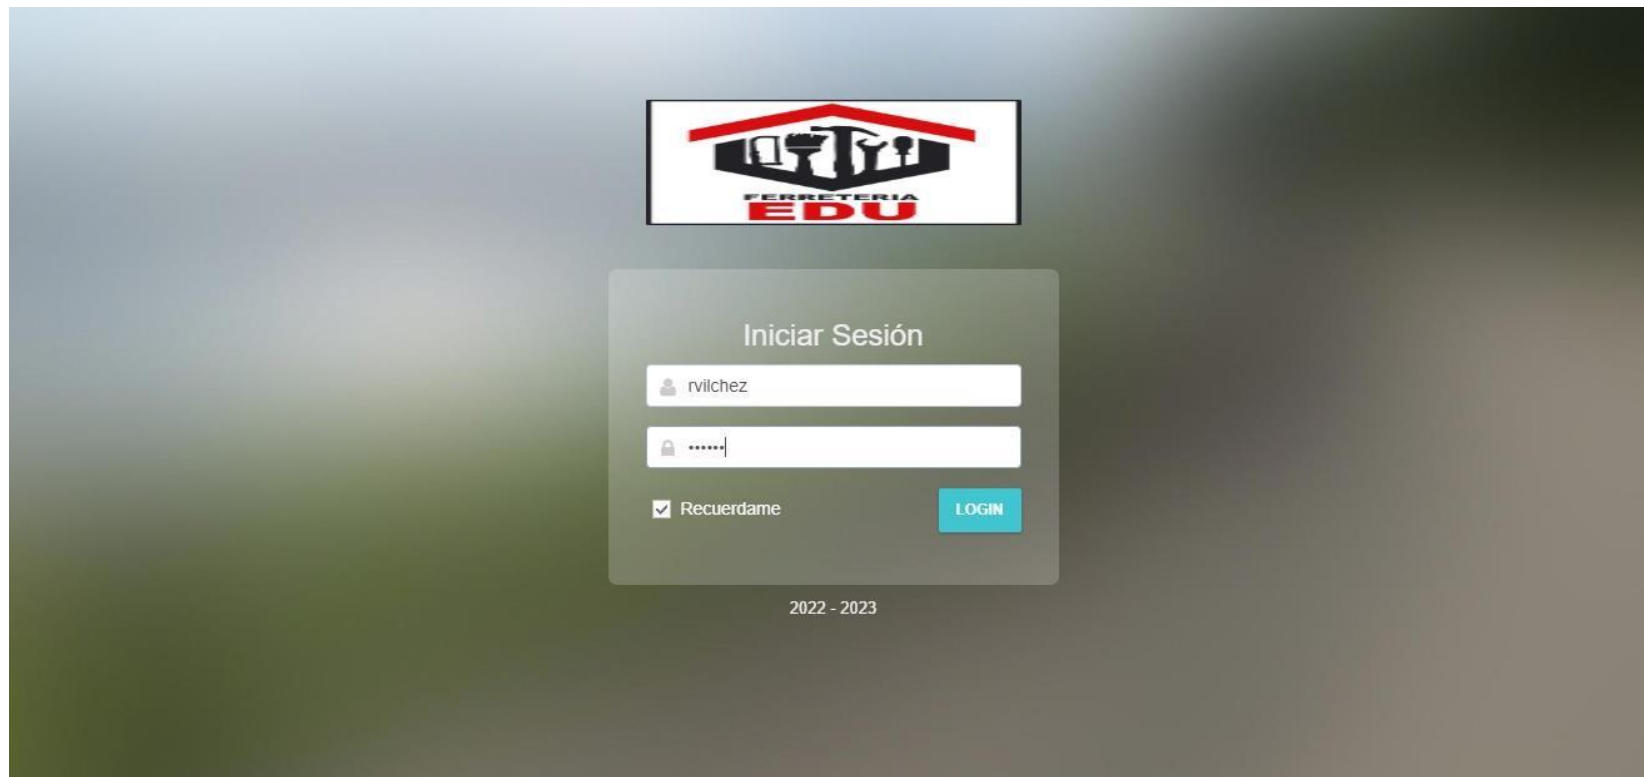 FERRETERIA
EDU
Iniciar Sesión
rvilchez
••••••
Recuerdame
LOGIN
2022 - 2023